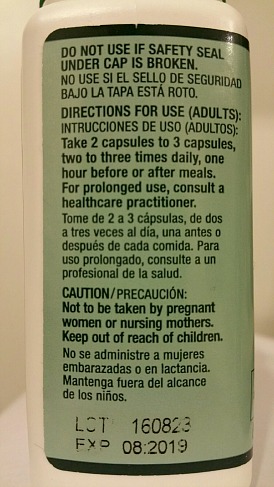 DO NOT USE IF SAFETY SEAL
UNDER CAP IS BROKEN.
NO USE SI EL SELLO DE SEGURIDAD
BAJO LA TAPA ESTÁ ROTO.
DIRECTIONS FOR USE (ADULTS):
INTRUCCIONES DE USO (ADULTOS):
Take 2 capsules to 3 capsules,
two to three times daily, one
hour before or after meals.
For prolonged use, consult a
healthcare practitioner.
Tome de 2 a 3 cápsulas, de dos
a tres veces al día, una antes o
después de cada comida. Para
uso prolongado, consulte a un
profesional de la salud.
CAUTION/PRECAUCIÓN:
Not to be taken by pregnant
women or nursing mothers.
Keep out of reach of children.
No se administre a mujeres
embarazadas o en lactancia.
Mantenga fuera del alcance
de los niños.
LOT 160823
EXP 08:2019